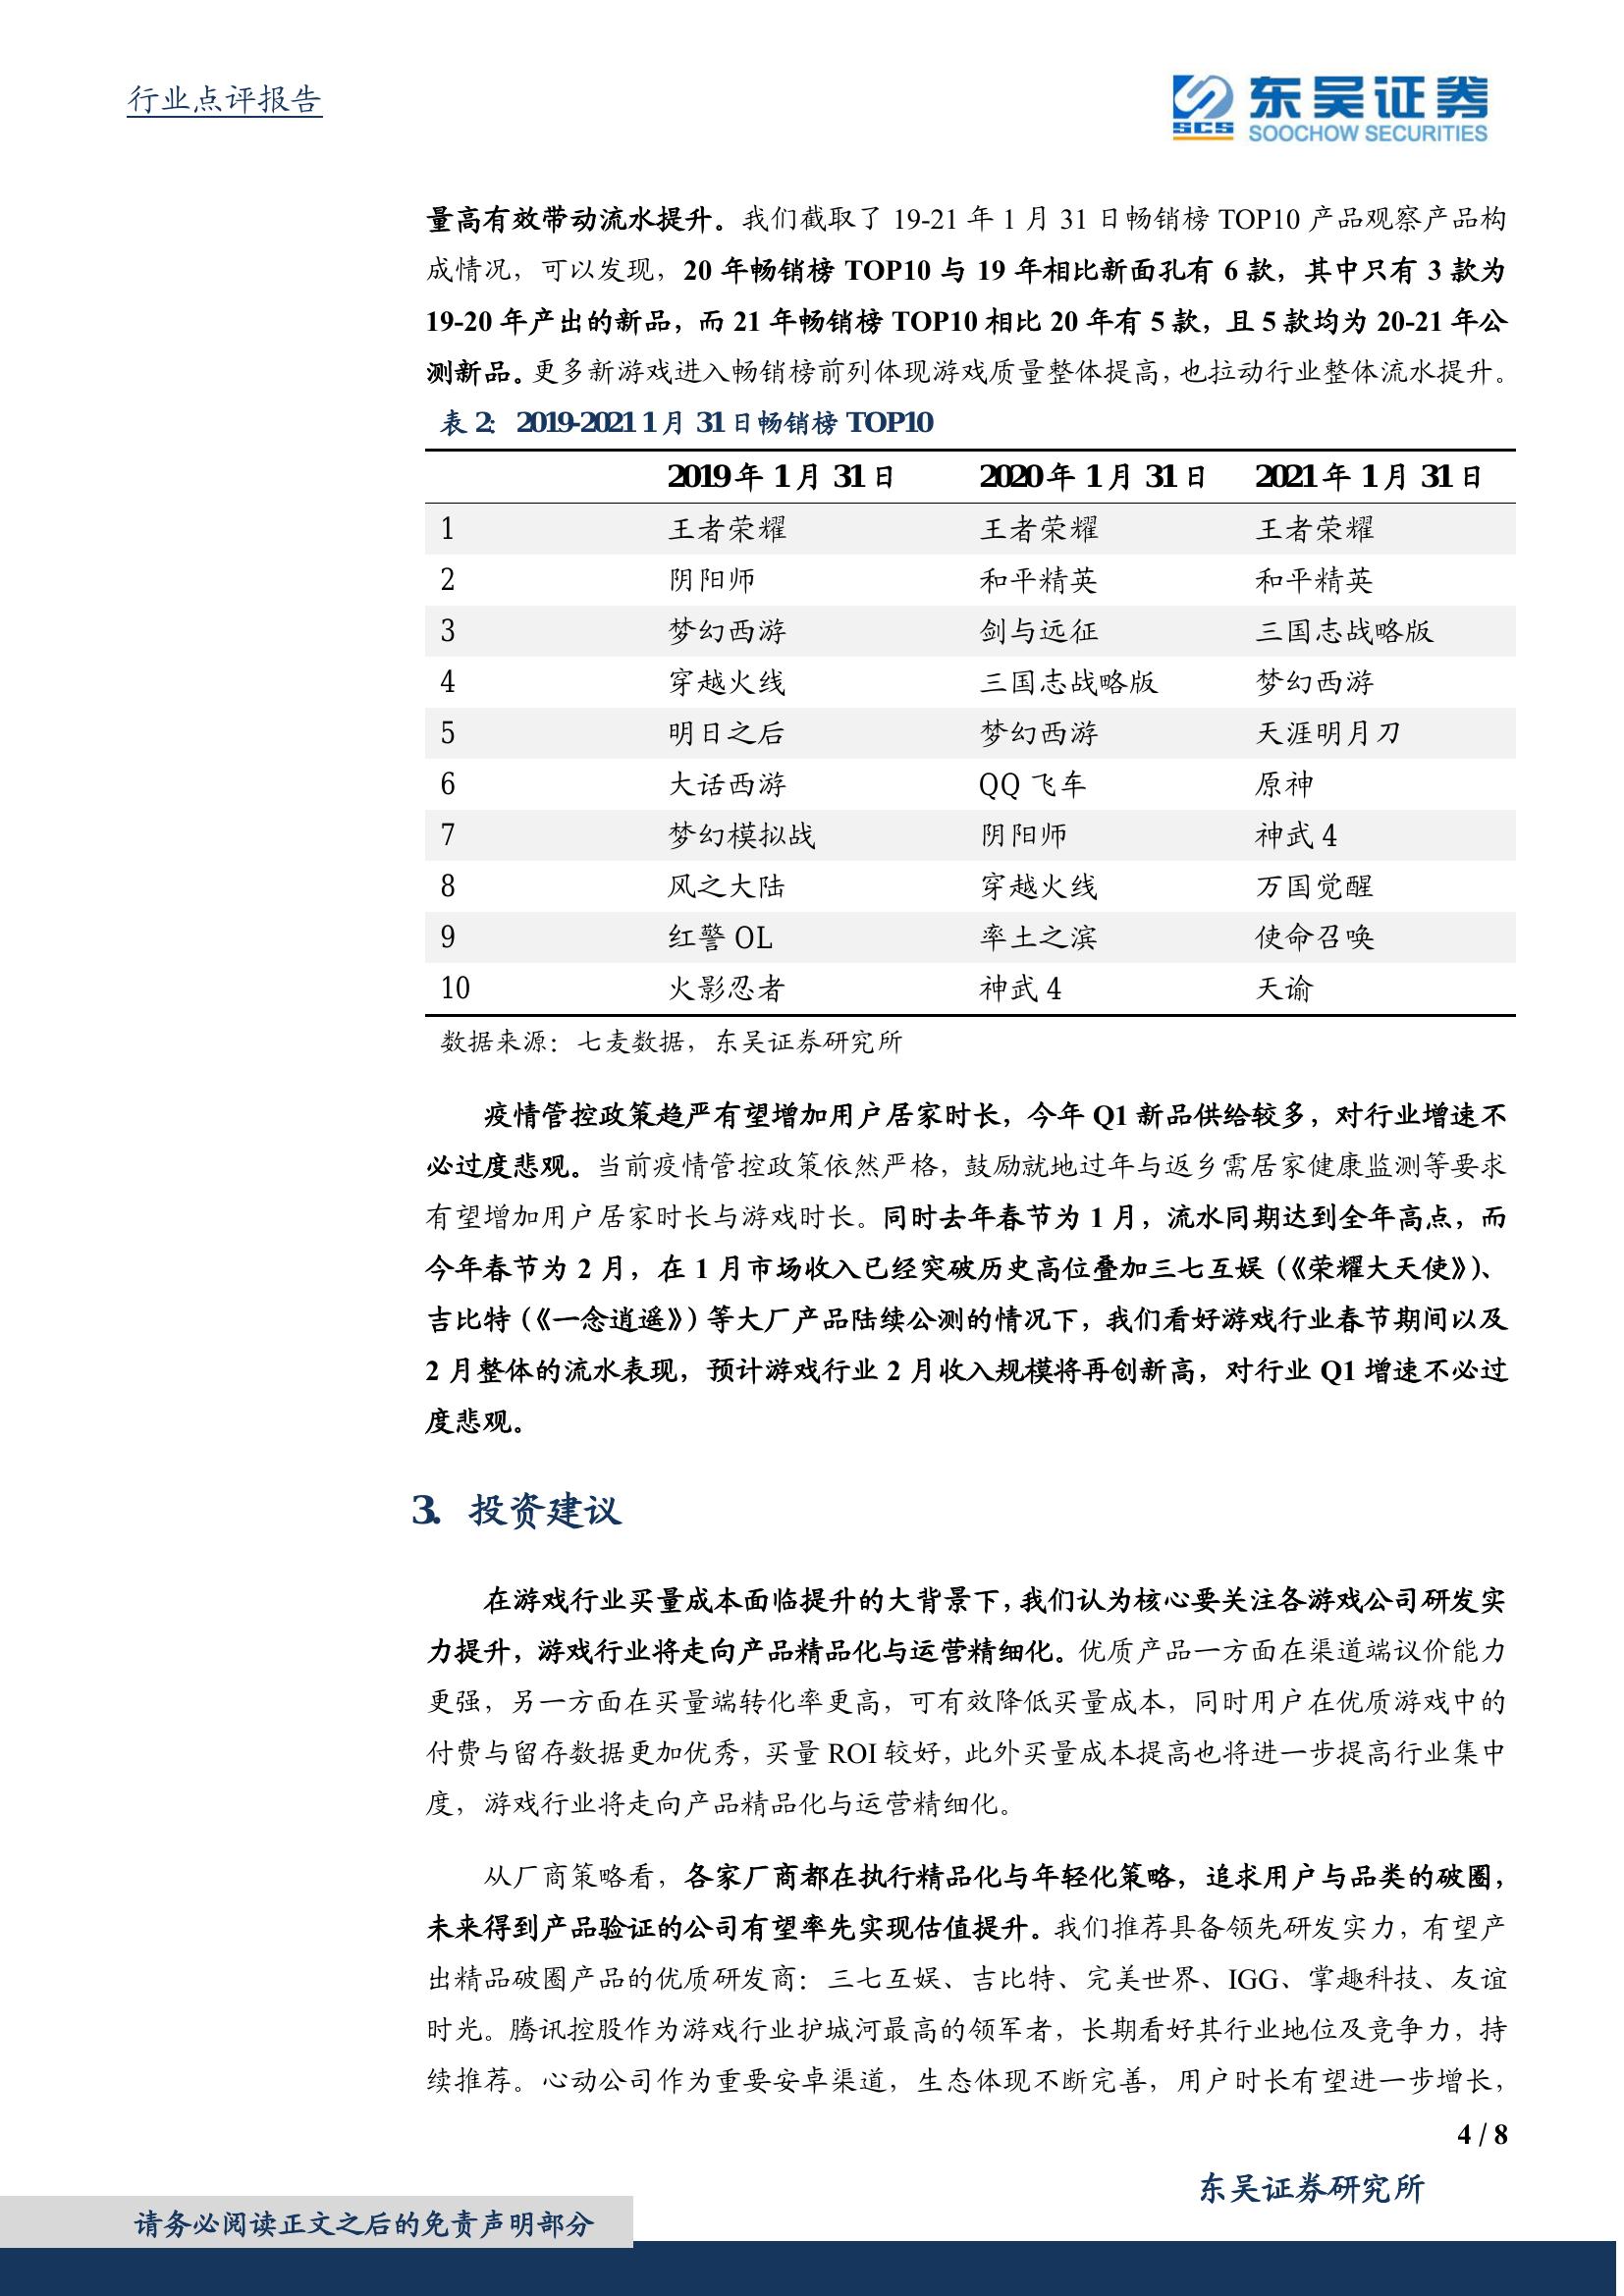 行业点评报告
东吴证券
SCS
SOOCHOW SECURITIES
量高有效带动流水提升。我们截取了 19-21 年 1 月 31 日畅销榜 TOP10 产品观察产品构
成情况，可以发现，20 年畅销榜 TOP10 与 19 年相比新面孔有 6 款，其中只有 3 款为
19-20 年产出的新品，而 21 年畅销榜 TOP10 相比 20 年有 5 款，且 5 款均为 20-21 年公
测新品。更多新游戏进入畅销榜前列体现游戏质量整体提高，也拉动行业整体流水提升。
表 2： 2019-2021 1 月 31 日畅销榜 TOP10
2019 年 1 月 31 日 2020 年 1 月 31 日 2021 年 1 月 31 日
1 王者荣耀 王者荣耀 王者荣耀
2 阴阳师 和平精英 和平精英
3 梦幻西游 剑与远征 三国志战略版
4 穿越火线 三国志战略版 梦幻西游
5 明日之后 梦幻西游 天涯明月刀
6 大话西游 QQ 飞车 原神
7 梦幻模拟战 阴阳师 神武 4
8 风之大陆 穿越火线 万国觉醒
9 红警 OL 率土之滨 使命召唤
10 火影忍者 神武 4 天谕
数据来源：七麦数据，东吴证券研究所
疫情管控政策趋严有望增加用户居家时长，今年 Q1 新品供给较多，对行业增速不
必过度悲观。当前疫情管控政策依然严格，鼓励就地过年与返乡需居家健康监测等要求
有望增加用户居家时长与游戏时长。同时去年春节为 1 月，流水同期达到全年高点，而
今年春节为 2 月，在 1 月市场收入已经突破历史高位叠加三七互娱（《荣耀大天使》）、
吉比特（《一念逍遥》）等大厂产品陆续公测的情况下，我们看好游戏行业春节期间以及
2 月整体的流水表现，预计游戏行业 2 月收入规模将再创新高，对行业 Q1 增速不必过
度悲观。
3. 投资建议
在游戏行业买量成本面临提升的大背景下，我们认为核心要关注各游戏公司研发实
力提升，游戏行业将走向产品精品化与运营精细化。优质产品一方面在渠道端议价能力
更强，另一方面在买量端转化率更高，可有效降低买量成本，同时用户在优质游戏中的
付费与留存数据更加优秀，买量 ROI 较好，此外买量成本提高也将进一步提高行业集中
度，游戏行业将走向产品精品化与运营精细化。
从厂商策略看，各家厂商都在执行精品化与年轻化策略，追求用户与品类的破圈，
未来得到产品验证的公司有望率先实现估值提升。我们推荐具备领先研发实力，有望产
出精品破圈产品的优质研发商：三七互娱、吉比特、完美世界、IGG、掌趣科技、友谊
时光。腾讯控股作为游戏行业护城河最高的领军者，长期看好其行业地位及竞争力，持
续推荐。心动公司作为重要安卓渠道，生态体现不断完善，用户时长有望进一步增长，
4 / 8
东吴证券研究所
请务必阅读正文之后的免责声明部分